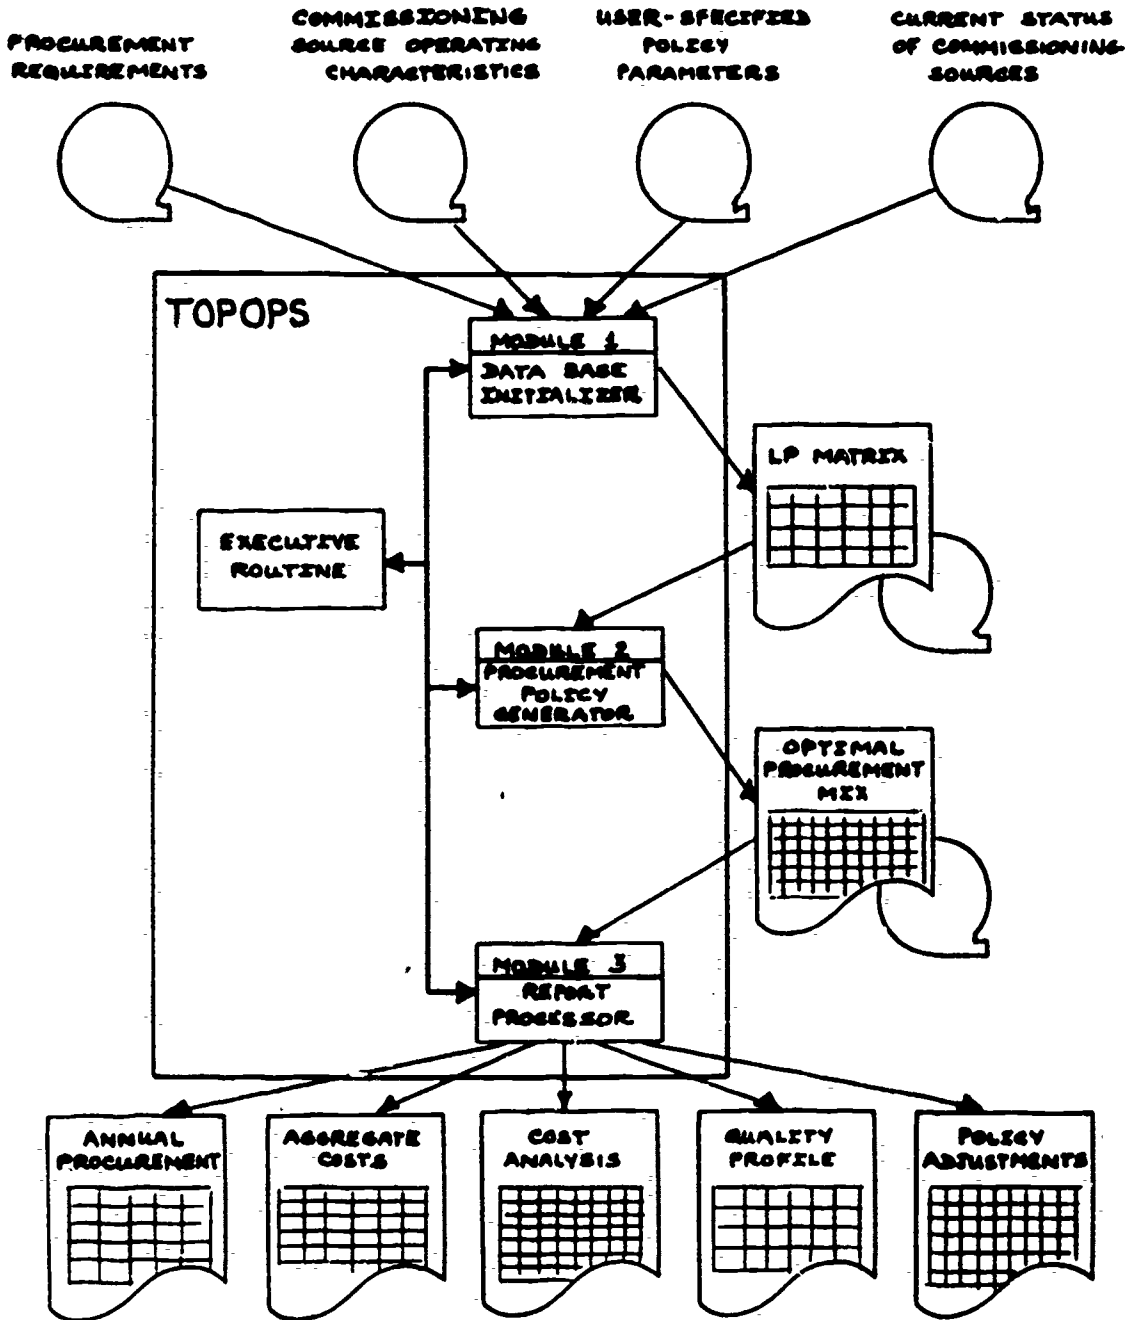 PROCUREMENT
REQUIREMENTS
COMMISSIONING
SOURCE OPERATING
CHARACTERISTICS
USER-SPECIFIED
POLICY
PARAMETERS
CURRENT STATUS
OF COMMISSIONING
SOURCES
TOPOPS
MODULE 1
DATA BASE
INITIALIZER
LP MATRIX
EXECUTIVE
ROUTINE
MODULE 2
PROCUREMENT
POLICY
GENERATOR
OPTIMAL
PROCUREMENT
MIX
MODULE 3
REPORT
PROCESSOR
ANNUAL
PROCUREMENT
AGGREGATE
COSTS
COST
ANALYSIS
QUALITY
PROFILE
POLICY
ADJUSTMENTS